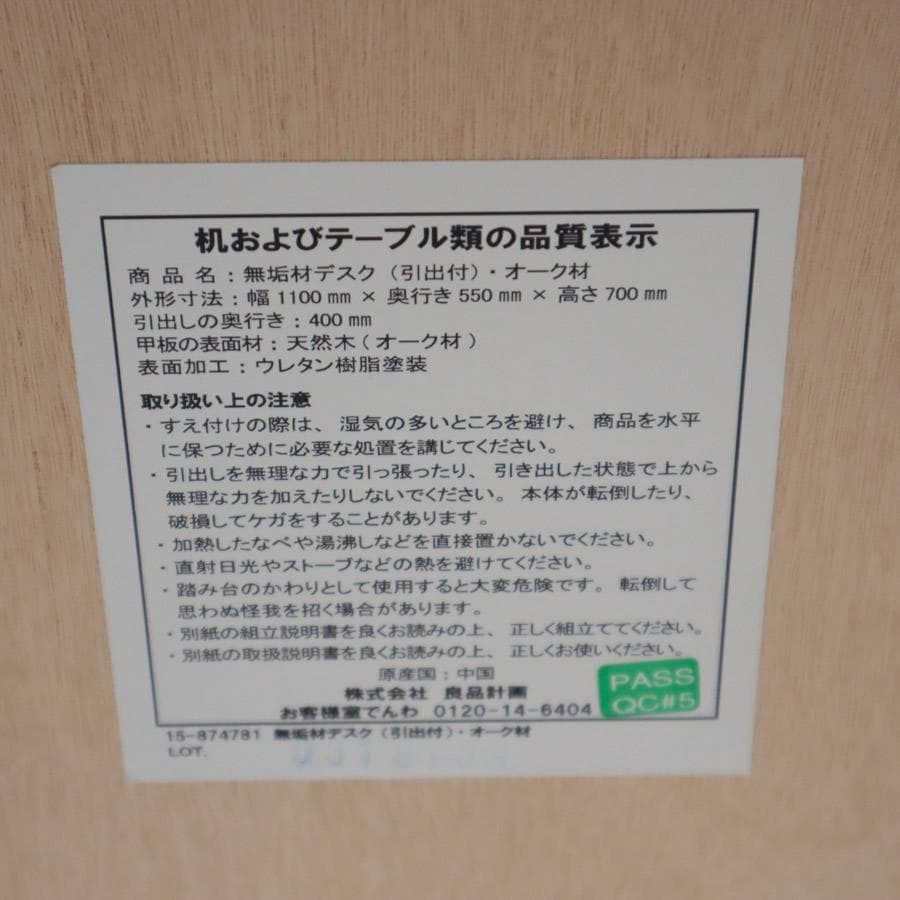 机およびテーブル類の品質表示
商品名：無垢材デスク（引出付）・オーク材
外形寸法：幅1100mm × 奥行き550mm × 高さ700mm
引出しの奥行き：400mm
甲板の表面材：天然木（オーク材）
表面加工：ウレタン樹脂塗装
取り扱い上の注意
・すえ付けの際は、湿気の多いところを避け、商品を水平
に保つために必要な処置を講じてください。
・引出しを無理な力で引っ張ったり、引き出した状態で上から
無理な力を加えたりしないでください。本体が転倒したり、
破損してケガをすることがあります。
・加熱したなべや湯沸しなどを直接置かないでください。
・直射日光やストーブなどの熱を避けてください。
・踏み台のかわりとして使用すると大変危険です。転倒して
思わぬ怪我を招く場合があります。
・別紙の組立説明書を良くお読みの上、正しく組立ててください。
・別紙の取扱説明書を良くお読みの上、正しくお使いください。
原産国：中国
株式会社 良品計画
お客様室でんわ 0120-14-6404
PASS
QC#5
15-874781 無垢材デスク（引出付）・オーク材
LOT.